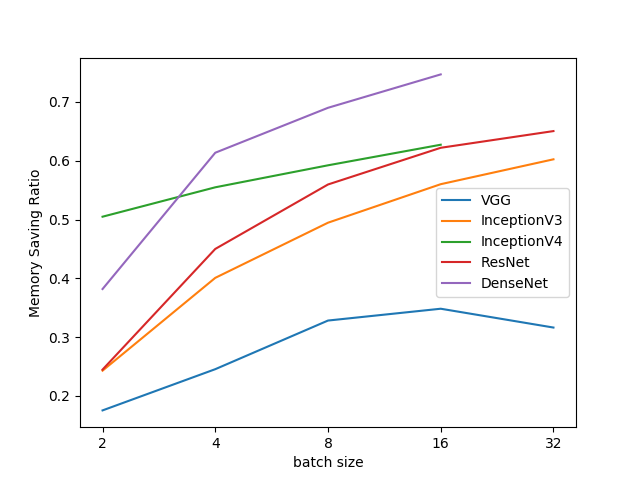 0.7
0.6
0.5
0.4
0.3
0.2
Memory Saving Ratio
VGG
InceptionV3
InceptionV4
ResNet
DenseNet
2 4 8 16 32
batch size